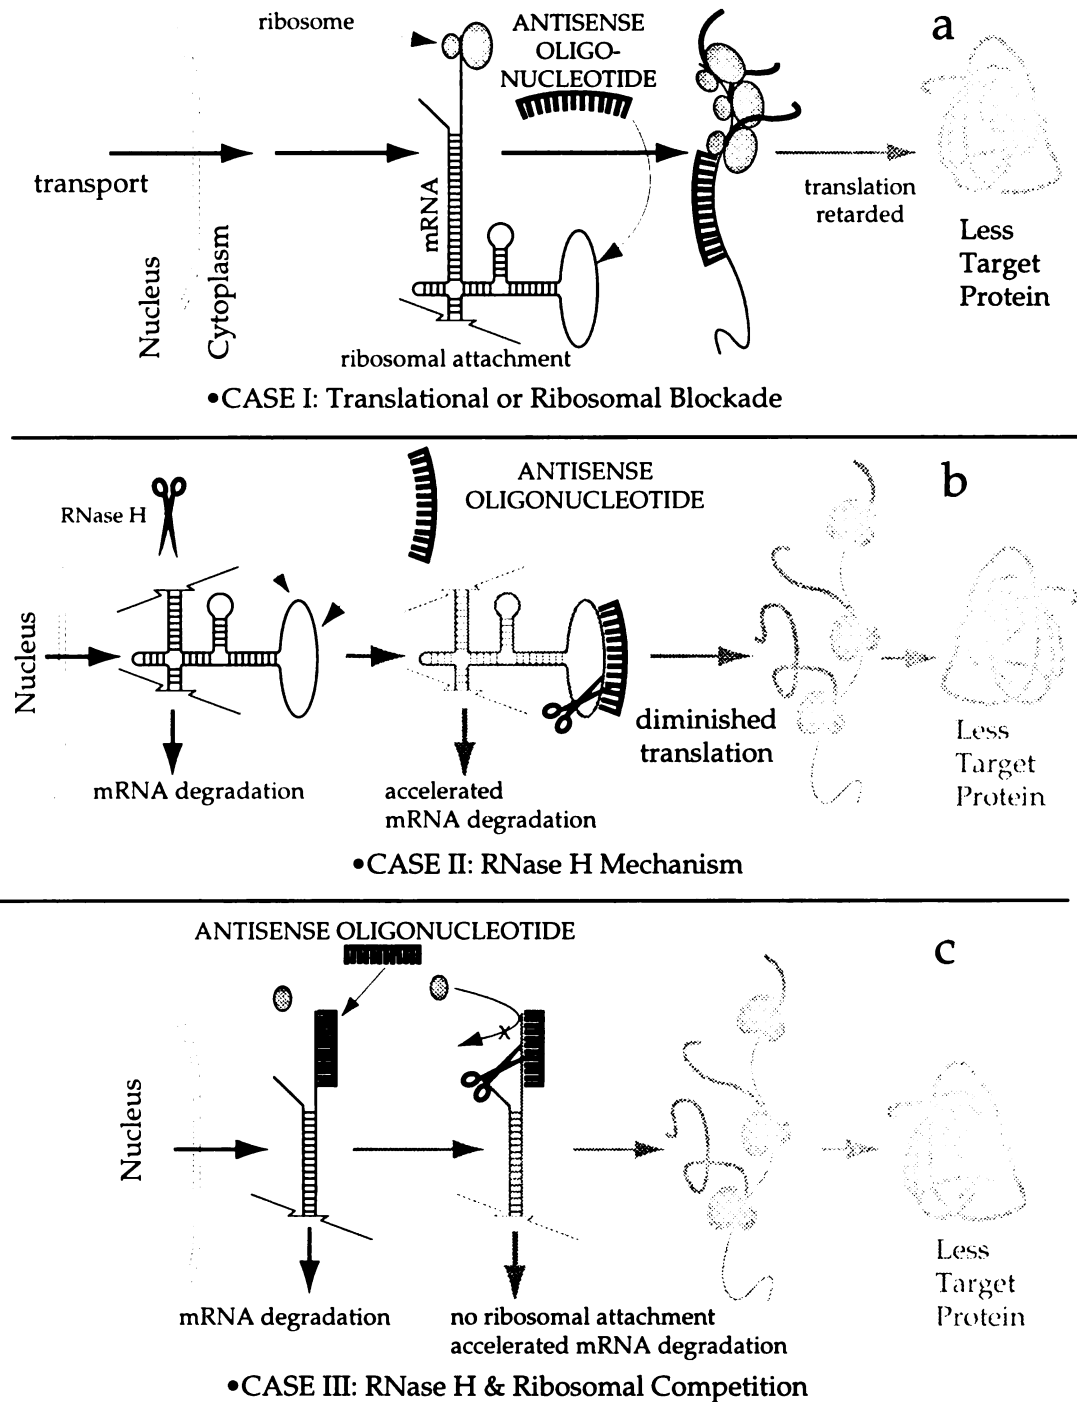 ribosome
ANTISENSE
OLIGO-
NUCLEOTIDE
a
transport
mRNA
translation
retarded
Less
Target
Protein
Nucleus
Cytoplasm
ribosomal attachment
•CASE I: Translational or Ribosomal Blockade
ANTISENSE
OLIGONUCLEOTIDE
b
RNase H
Nucleus
diminished
translation
Less
Target
Protein
mRNA degradation
accelerated
mRNA degradation
•CASE II: RNase H Mechanism
ANTISENSE OLIGONUCLEOTIDE
c
x
Nucleus
Less
Target
Protein
mRNA degradation
no ribosomal attachment
accelerated mRNA degradation
•CASE III: RNase H & Ribosomal Competition